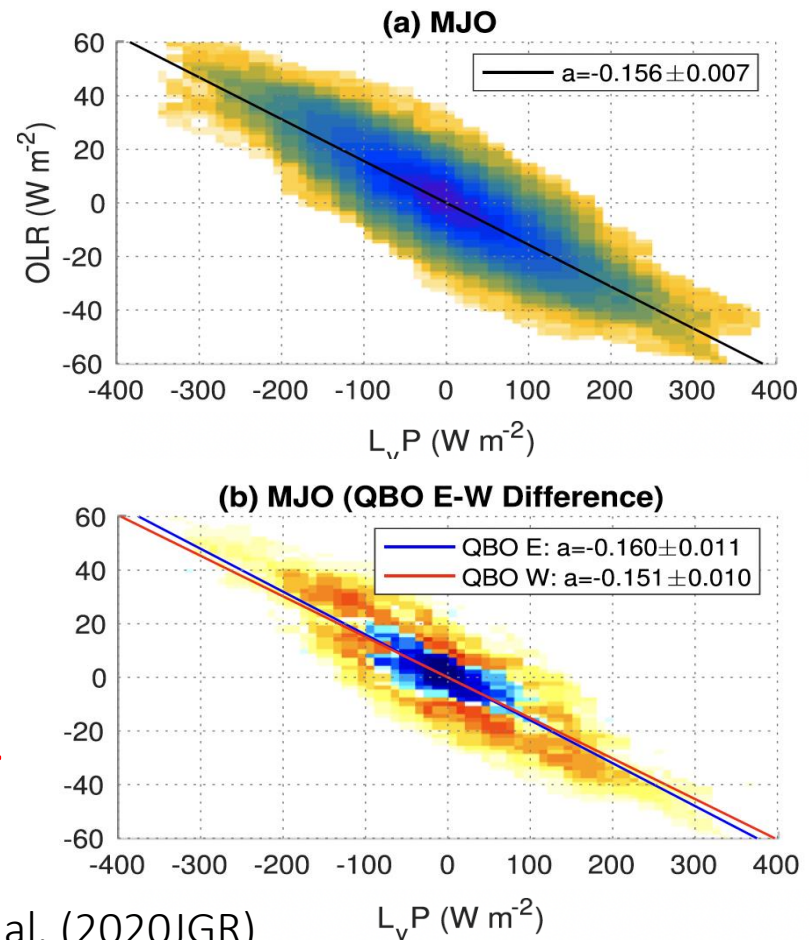 (a) MJO
60
40
20
0
-20
-40
-60
OLR (W m⁻²)
a=-0.156±0.007
-400 -300 -200 -100 0 100 200 300 400
LᵥP (W m⁻²)
(b) MJO (QBO E-W Difference)
60
40
20
0
-20
-40
-60
QBO E: a=-0.160±0.011
QBO W: a=-0.151±0.010
-400 -300 -200 -100 0 100 200 300 400
LᵥP (W m⁻²)
al. (2020JGR)